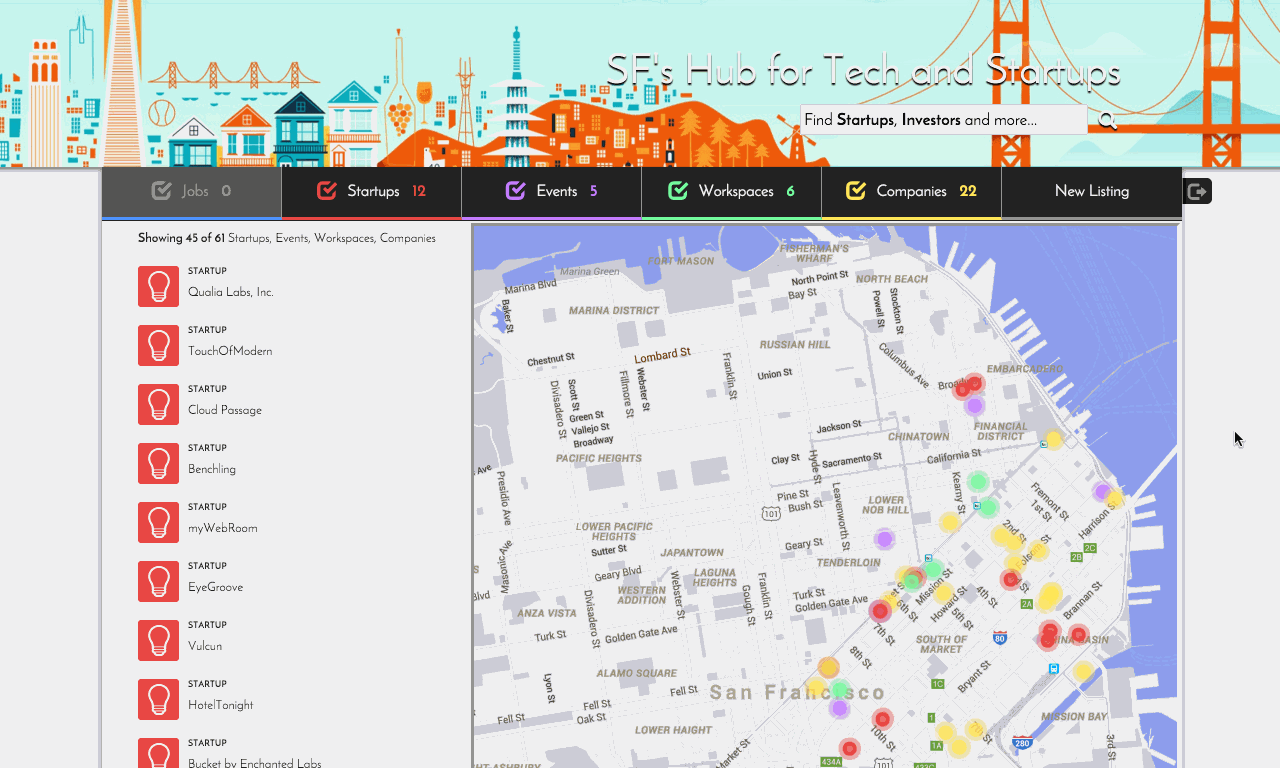 SF's Hub for Tech and Startups
Find Startups, Investors and more...
Jobs 0
Startups 12
Events 5
Workspaces 6
Companies 22
New Listing
Showing 45 of 61 Startups, Events, Workspaces, Companies
STARTUP
Qualia Labs, Inc.
STARTUP
TouchOfModern
STARTUP
Cloud Passage
STARTUP
Benchling
STARTUP
myWebRoom
STARTUP
EyeGroove
STARTUP
Vulcun
STARTUP
HotelTonight
STARTUP
Bucket by Enchanted Labs
FISHERMAN'S
WHARF
FORT MASON
Marina Green
Marina Blvd
North Point St
NORTH BEACH
Bay St
Baker St
Powell St
Stockton St
MARINA DISTRICT
RUSSIAN HILL
Columbus Ave
Chestnut St
Lombard St
Franklin St
EMBARCADERO
Union St
Scott St
Divisadero St
Fillmore St
Webster St
Green St
Vallejo St
Broadway
Jackson St
CHINATOWN
FINANCIAL
DISTRICT
PACIFIC HEIGHTS
Clay St
Hyde St
Sacramento St
California St
Ave
Presidio Ave
Pine St
Bush St
101
Leavenworth St
LOWER
NOB HILL
Kearny St
Fremont St
1st St
Harrison St
LOWER PACIFIC
HEIGHTS
2nd St
Sutter St
JAPANTOWN
Geary St
Folsom St
2C
2B
Masonic Ave
Geary Blvd
LAGUNA
HEIGHTS
TENDERLOIN
Mission St
Howard St
4th St
Brannan St
WESTERN
ADDITION
Webster St
Gough St
Franklin St
Turk St
Golden Gate Ave
6th St
5th St
2A
ANZA VISTA
Divisadero St
Turk St
Golden Gate Ave
7th St
SOUTH OF
MARKET
80
8th St
ALAMO SQUARE
Lyon St
Fell St
San Francisco
1C
Bryant St
Fell St
Oak St
Fell St
LOWER HAIGHT
10th St
1
1A
7th St
MISSION BAY
280
3rd St
Market St
434A
101
433C
HT-ASHBURY